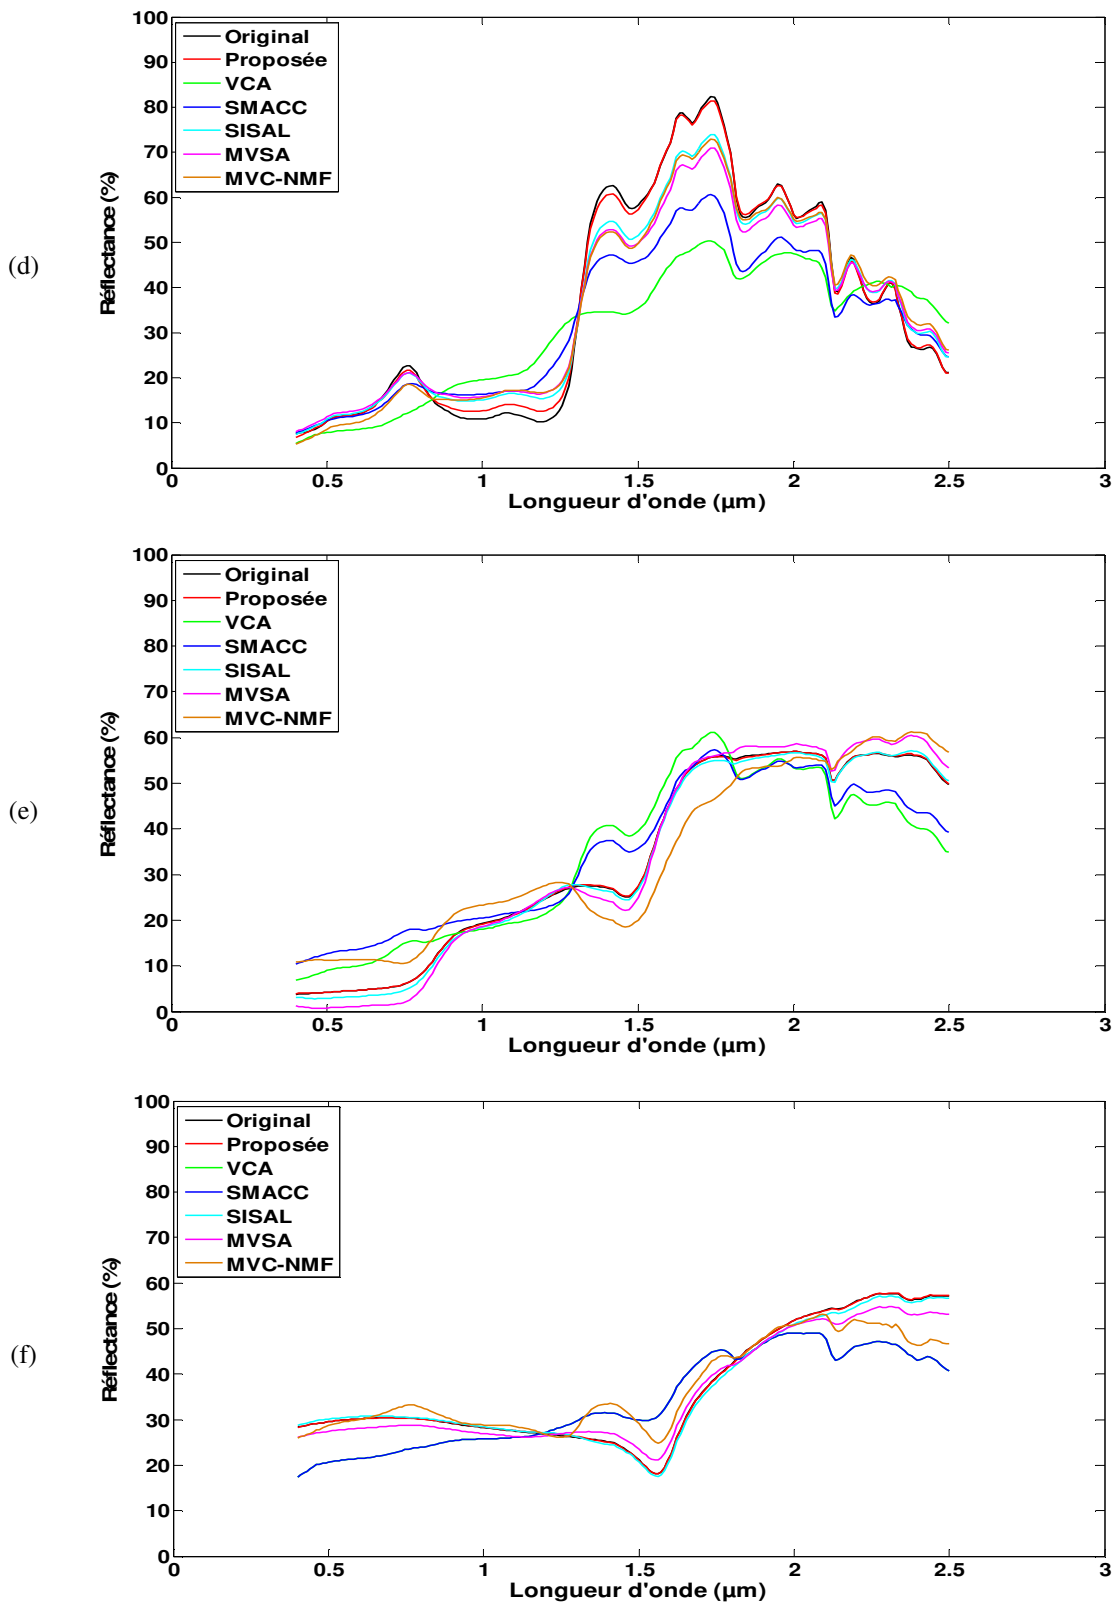 (d)
Réflectance (%)
100
90
80
70
60
50
40
30
20
10
0
Original
Proposée
VCA
SMACC
SISAL
MVSA
MVC-NMF
0 0.5 1 1.5 2 2.5 3
Longueur d'onde (µm)
(e)
Réflectance (%)
100
90
80
70
60
50
40
30
20
10
0
Original
Proposée
VCA
SMACC
SISAL
MVSA
MVC-NMF
0 0.5 1 1.5 2 2.5 3
Longueur d'onde (µm)
(f)
Réflectance (%)
100
90
80
70
60
50
40
30
20
10
0
Original
Proposée
VCA
SMACC
SISAL
MVSA
MVC-NMF
0 0.5 1 1.5 2 2.5 3
Longueur d'onde (µm)